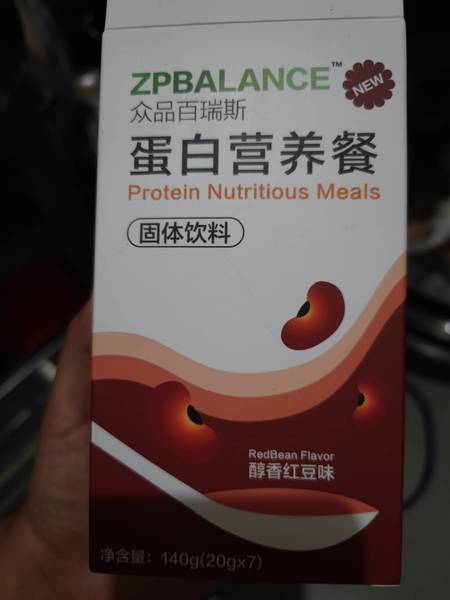 ZPBALANCE™
NEW
众品百瑞斯
蛋白营养餐
Protein Nutritious Meals
固体饮料
RedBean Flavor
醇香红豆味
净含量: 140g(20gx7)